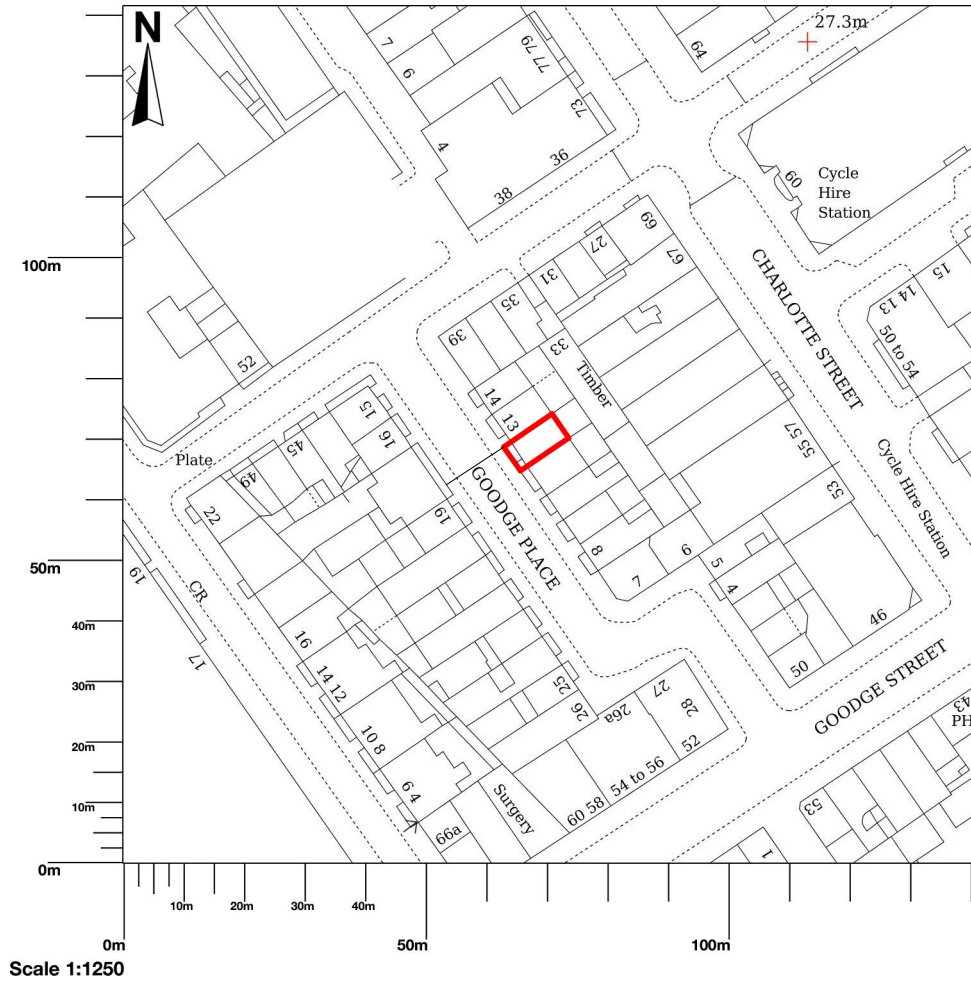 N
27.3m
7
6
79
77
73
64
4
36
38
60
Cycle
Hire
Station
69
67
27
31
35
39
33
Timber
14
13
CHARLOTTE STREET
15
14 13
50 to 54
52
15
16
45
49
Plate
22
19
GOODGE PLACE
8
7
6
5
4
55 57
53
Cycle Hire Station
46
50
GOODGE STREET
19
CR
17
16
14 12
10 8
6 4
25
26
26a
27
28
52
54 to 56
60 58
Surgery
66a
53
43
PH
1
100m
50m
40m
30m
20m
10m
0m
10m
20m
30m
40m
0m
50m
100m
Scale 1:1250